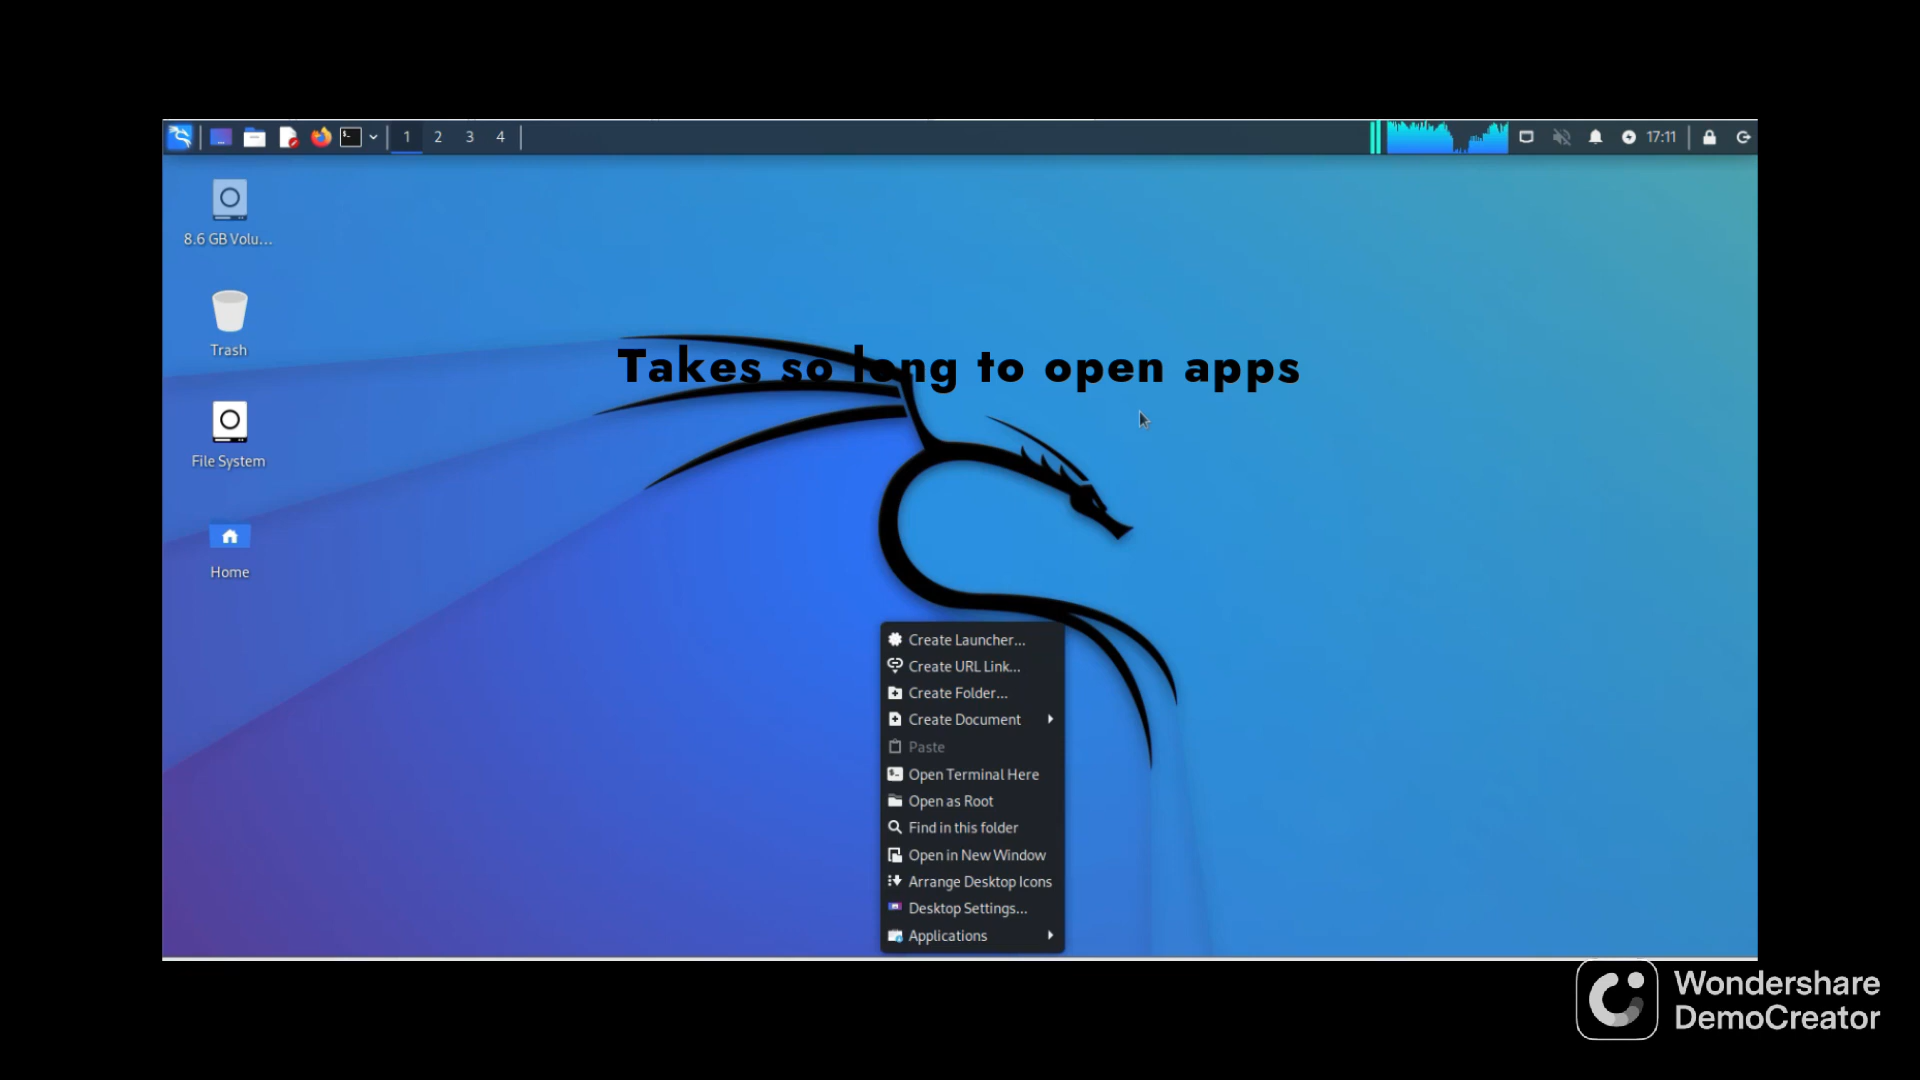 1 2 3 4
17:11
8.6 GB Volu...
Trash
File System
Home
Takes so long to open apps
Create Launcher...
Create URL Link...
Create Folder...
Create Document
Paste
Open Terminal Here
Open as Root
Find in this folder
Open in New Window
Arrange Desktop Icons
Desktop Settings...
Applications
Wondershare
DemoCreator